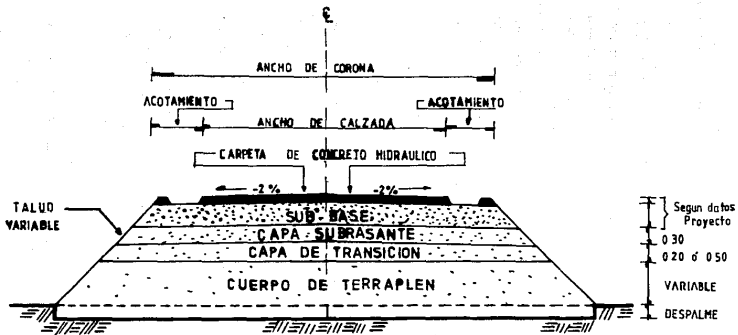 ℄
ANCHO DE CORONA
ACOTAMIENTO
ACOTAMIENTO
ANCHO DE CALZADA
CARPETA DE CONCRETO HIDRAULICO
-2%
-2%
TALUD
VARIABLE
SUB-BASE
CAPA SUBRASANTE
CAPA DE TRANSICION
CUERPO DE TERRAPLEN
Segun datos
Proyecto
0.30
0.20 ó 0.50
VARIABLE
DESPALME